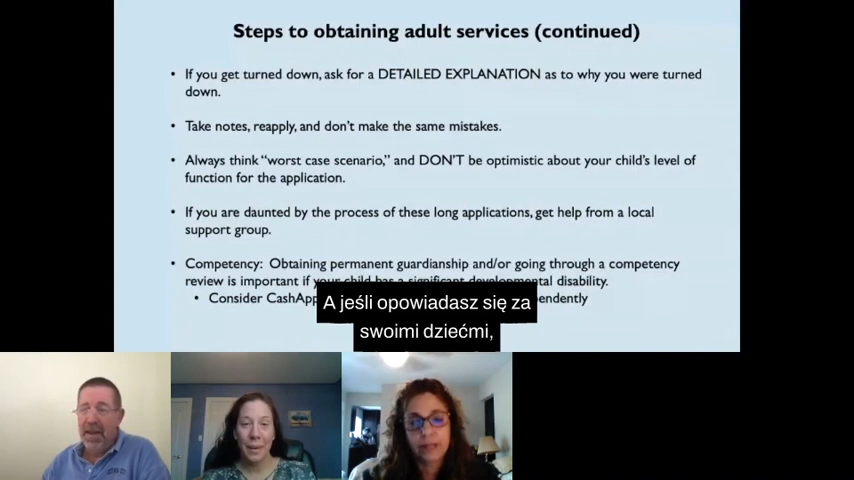 Steps to obtaining adult services (continued)
• If you get turned down, ask for a DETAILED EXPLANATION as to why you were turned
down.
• Take notes, reapply, and don't make the same mistakes.
• Always think “worst case scenario,” and DON'T be optimistic about your child's level of
function for the application.
• If you are daunted by the process of these long applications, get help from a local
support group.
• Competency: Obtaining permanent guardianship and/or going through a competency
review is important if your child has a significant developmental disability.
• Consider CashApp
A jeśli opowiadasz się za
swoimi dziećmi,